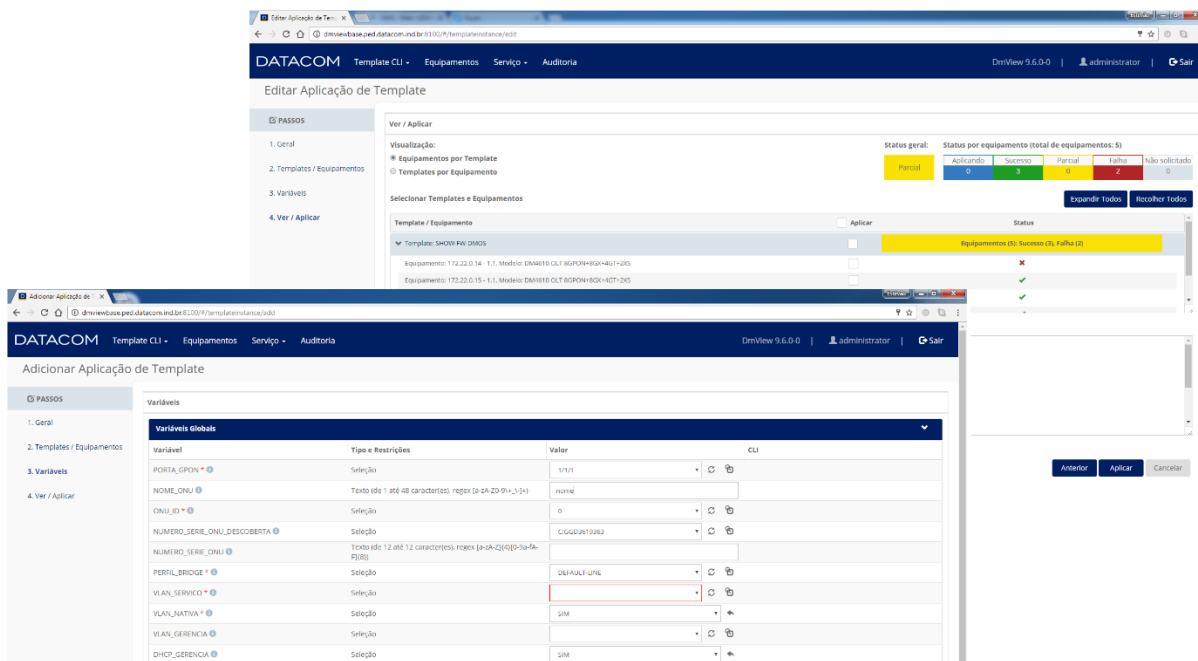 Editar Aplicação de Tem
dmviewbase.ped.datacom.ind.br:8100/#/templateinstance/edit
DATACOM Template CLI Equipamentos Serviço Auditoria DmView 9.6.0-0 | administrator | Sair
Editar Aplicação de Template
PASSOS
1. Geral
2. Templates / Equipamentos
3. Variáveis
4. Ver / Aplicar
Ver / Aplicar
Visualização:
Equipamentos por Template
Templates por Equipamento
Status geral:
Parcial
Status por equipamento (total de equipamentos: 5)
Aplicando Sucesso Parcial Falha Não solicitado
0 3 0 2 0
Selecionar Templates e Equipamentos
Expandir Todos Recolher Todos
Template / Equipamento Aplicar Status
Template: SHOW-FW-DMOS Equipamentos (5): Sucesso (3), Falha (2)
Equipamento: 172.22.0.14 - 1.1, Modelo: DM4610 OLT 8GPON+8GX+4GT+2XS
Equipamento: 172.22.0.15 - 1.1, Modelo: DM4610 OLT 8GPON+8GX+4GT+2XS
Anterior Aplicar Cancelar
Adicionar Aplicação de
dmviewbase.ped.datacom.ind.br:8100/#/templateinstance/add
DATACOM Template CLI Equipamentos Serviço Auditoria DmView 9.6.0-0 | administrator | Sair
Adicionar Aplicação de Template
PASSOS
1. Geral
2. Templates / Equipamentos
3. Variáveis
4. Ver / Aplicar
Variáveis
Variáveis Globais
Variável Tipo e Restrições Valor CLI
PORTA_GPON * Seleção 1/1/1
NOME_ONU Texto (de 1 até 48 caracter(es), regex [a-zA-Z0-9\+_\-]+) nome
ONU_ID * Seleção 0
NUMERO_SERIE_ONU_DESCOBERTA Seleção CIGGD3619363
NUMERO_SERIE_ONU Texto (de 12 até 12 caracter(es), regex [a-zA-Z]{4}[0-9a-fA-F]{8})
PERFIL_BRIDGE * Seleção DEFAULT-LINE
VLAN_SERVICO * Seleção
VLAN_NATIVA * Seleção SIM
VLAN_GERENCIA Seleção
DHCP_GERENCIA Seleção SIM